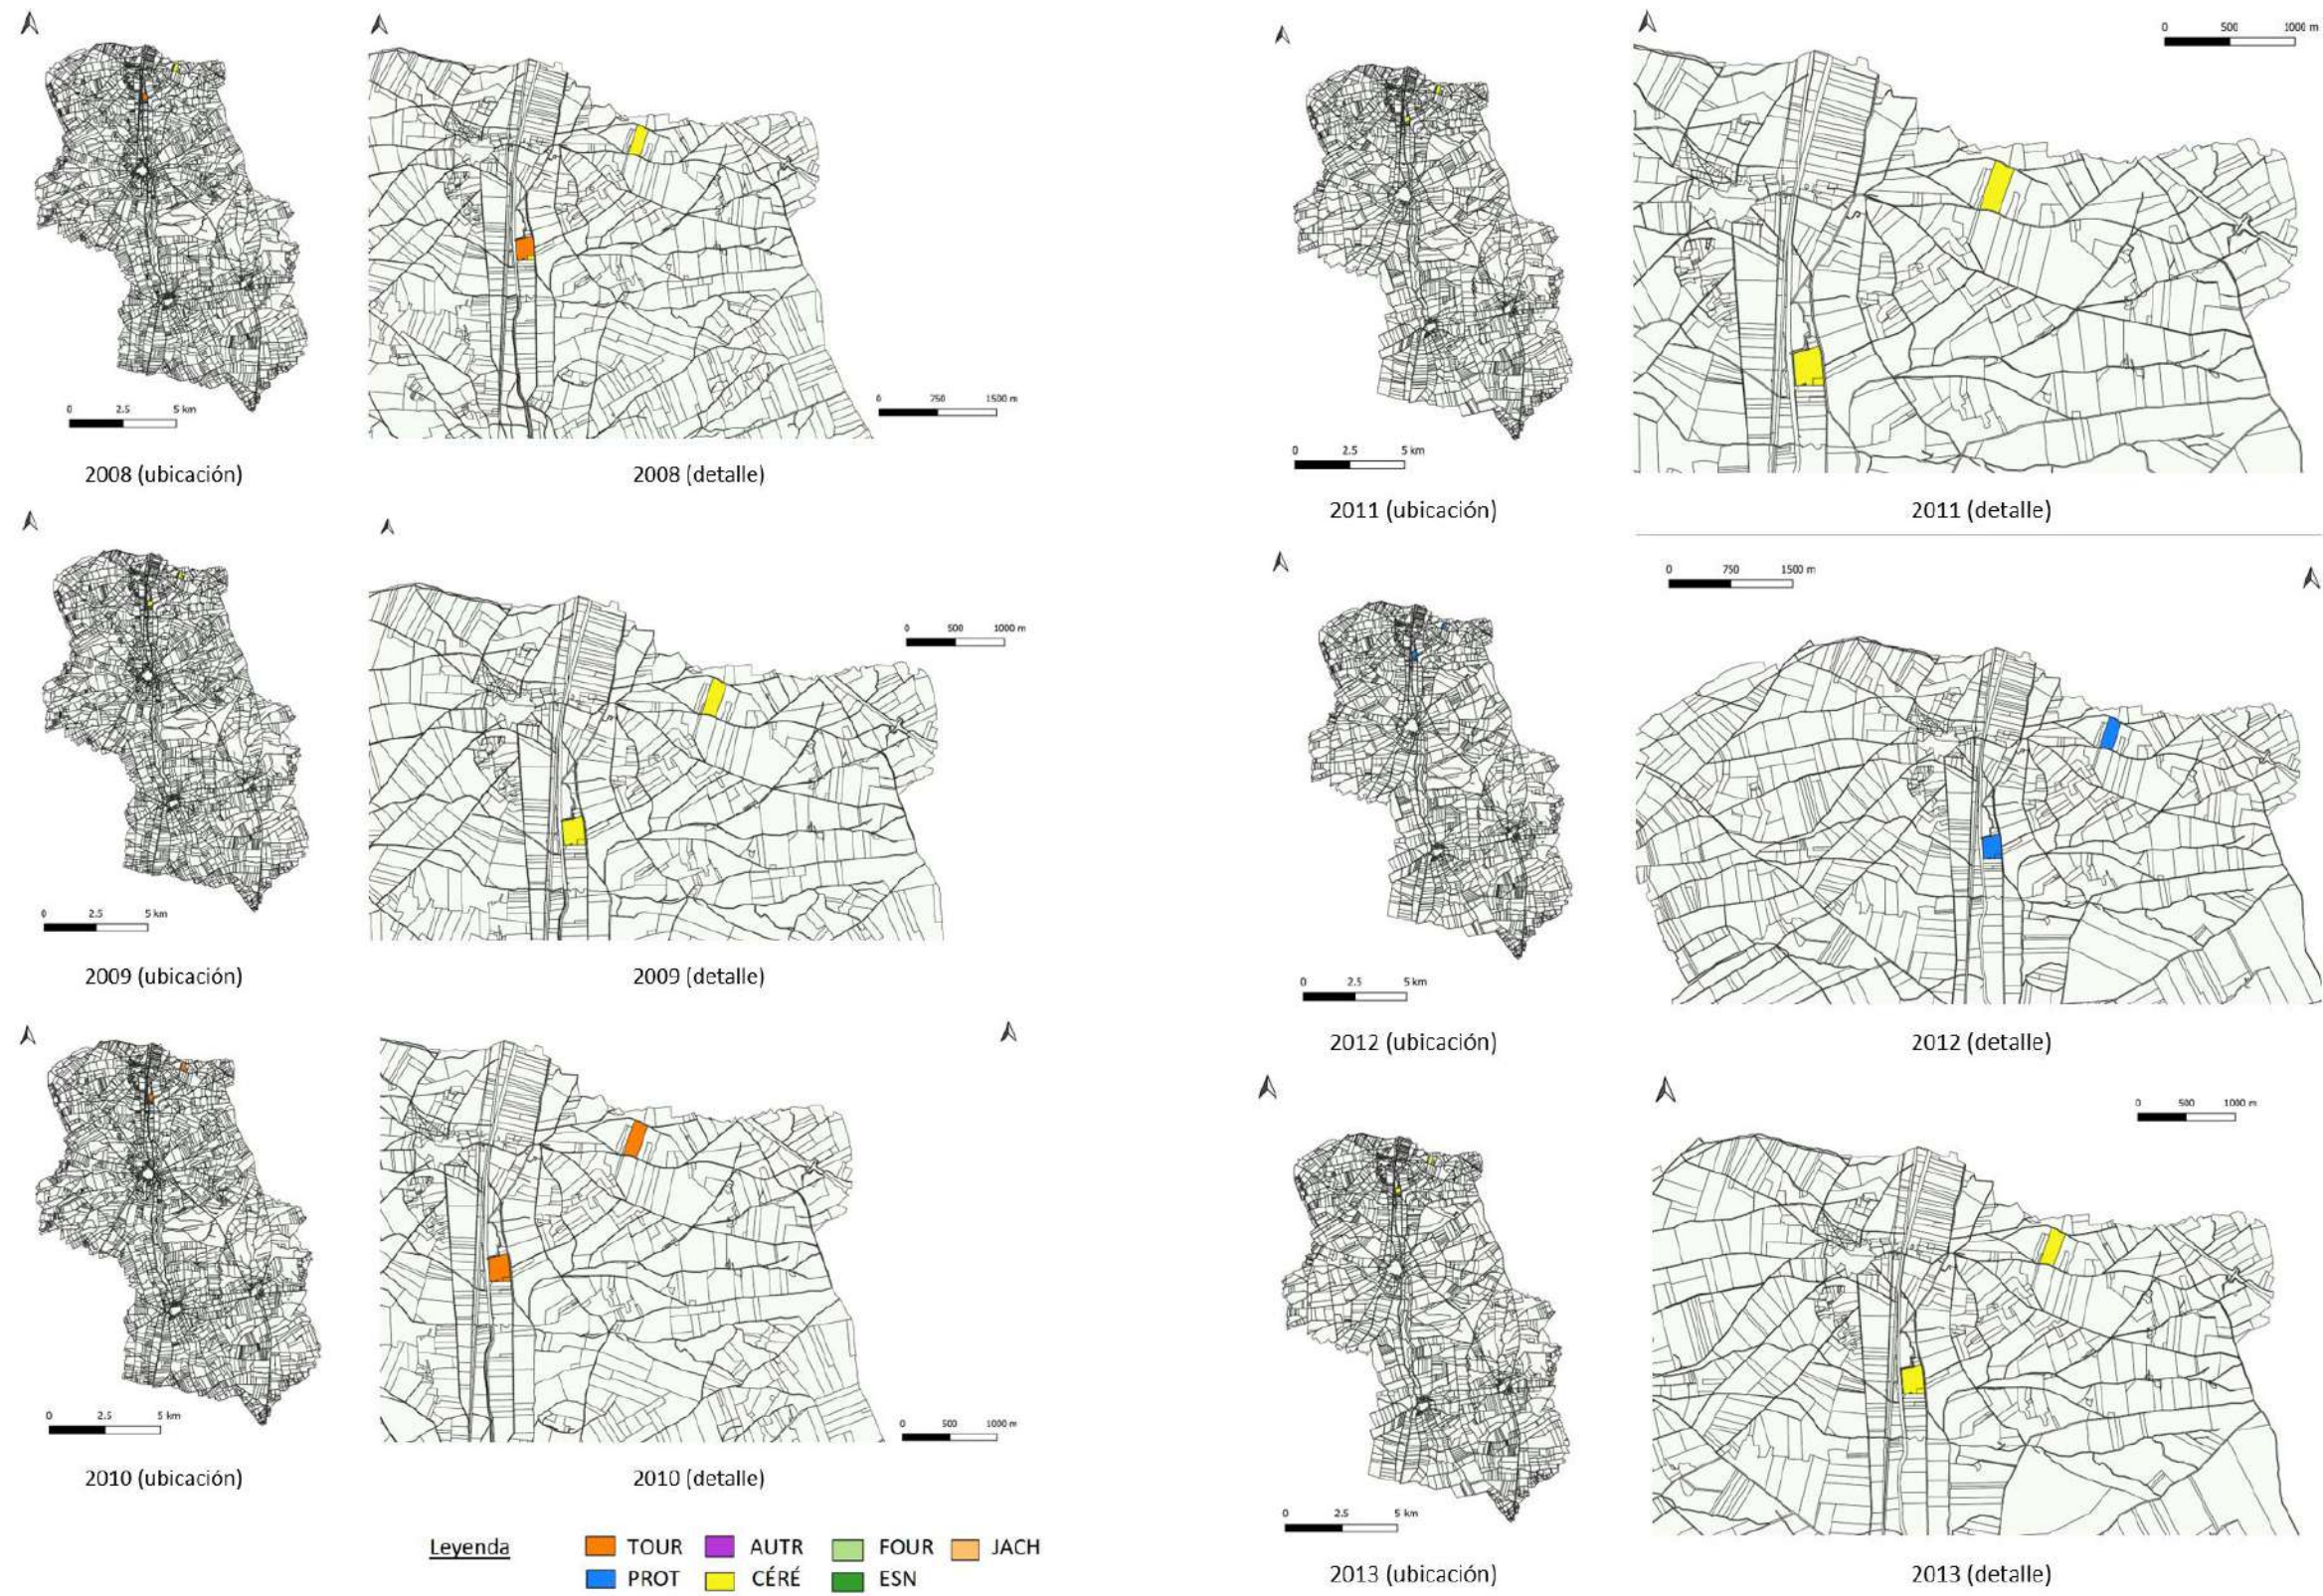 0 2.5 5 km
0 750 1500 m
2008 (ubicación)
2008 (detalle)
0 500 1000 m
0 2.5 5 km
2009 (ubicación)
2009 (detalle)
0 2.5 5 km
0 500 1000 m
2010 (ubicación)
2010 (detalle)
0 500 1000 m
0 2.5 5 km
2011 (ubicación)
2011 (detalle)
0 750 1500 m
0 2.5 5 km
2012 (ubicación)
2012 (detalle)
0 500 1000 m
0 2.5 5 km
2013 (ubicación)
2013 (detalle)
Leyenda
TOUR AUTR FOUR JACH
PROT CÉRÉ ESN